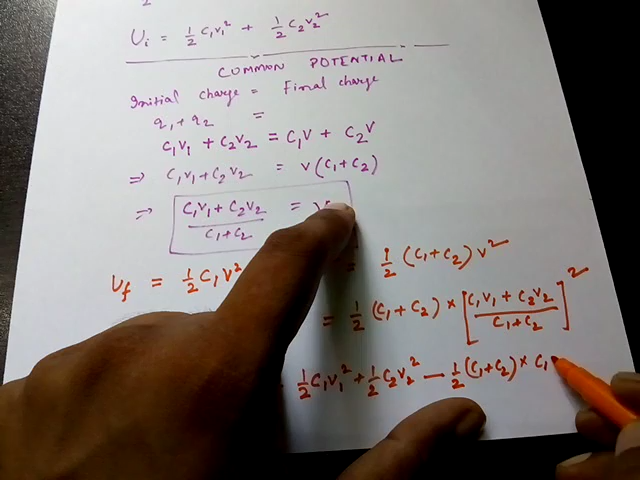 2
Uᵢ = 1/2 C₁V₁² + 1/2 C₂V₂²
COMMON POTENTIAL
Initial charge = Final charge
q₁ + q₂ =
C₁V₁ + C₂V₂ = C₁V + C₂V
⇒ C₁V₁ + C₂V₂ = V(C₁+C₂)
⇒ (C₁V₁ + C₂V₂)/(C₁+C₂) = V
U_f = 1/2 C₁V² = 1/2 (C₁+C₂) V²
= 1/2 (C₁+C₂) × [(C₁V₁ + C₂V₂)/(C₁+C₂)]²
1/2 C₁V₁² + 1/2 C₂V₂² — 1/2 (C₁+C₂) × C₁